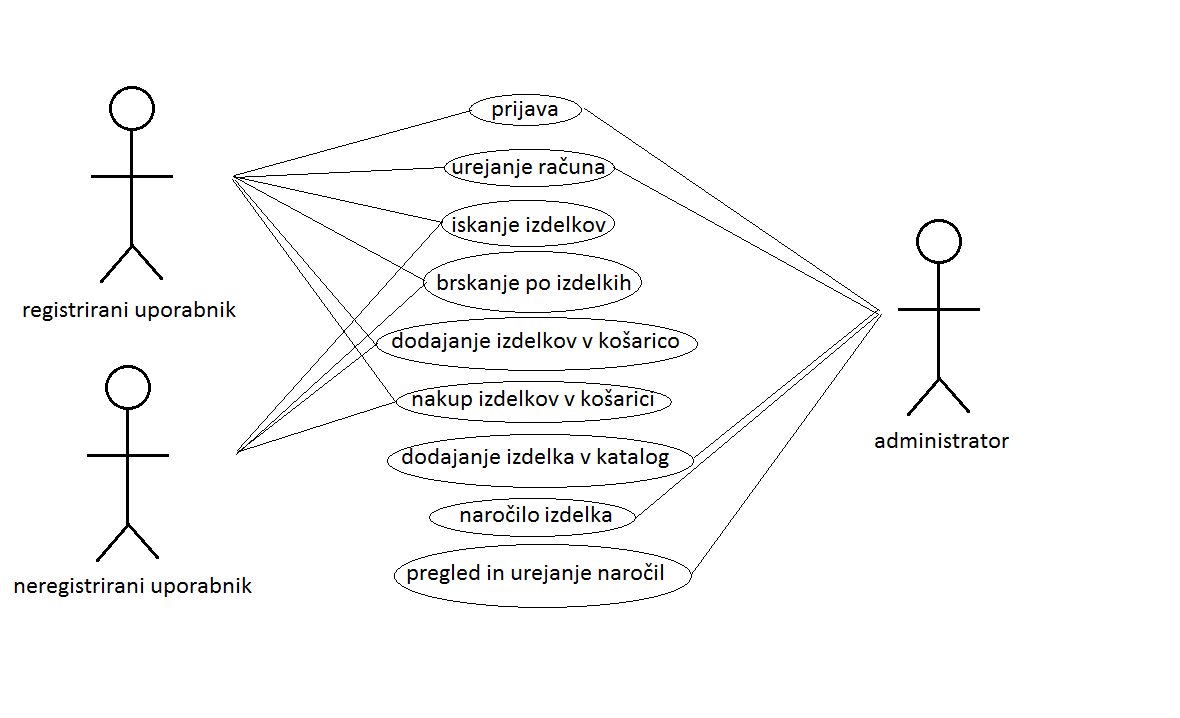 prijava
urejanje računa
iskanje izdelkov
brskanje po izdelkih
registrirani uporabnik
dodajanje izdelkov v košarico
nakup izdelkov v košarici
administrator
dodajanje izdelka v katalog
naročilo izdelka
pregled in urejanje naročil
neregistrirani uporabnik